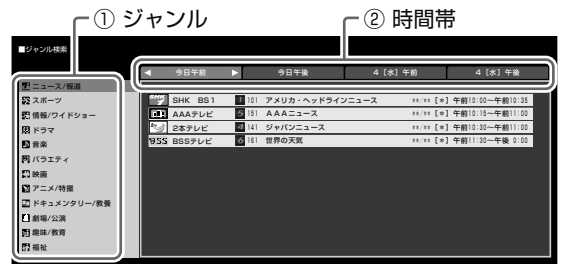 ① ジャンル
② 時間帯
■ジャンル検索
◀ 今日午前 ▶ 今日午後 4 [水] 午前 4 [水] 午後
ニュース/報道
スポーツ
情報/ワイドショー
ドラマ
音楽
バラエティ
映画
アニメ/特撮
ドキュメンタリー/教養
劇場/公演
趣味/教育
福祉
SHK SHK BS1 1 101 アメリカ・ヘッドラインニュース **/** [*] 午前10:00〜午前10:35
AAAテレビ 5 151 AAAニュース **/** [*] 午前10:15〜午前11:00
2本テレビ 4 141 ジャパンニュース **/** [*] 午前10:30〜午前11:00
BSS BSSテレビ 6 161 世界の天気 **/** [*] 午前11:30〜午後 0:00